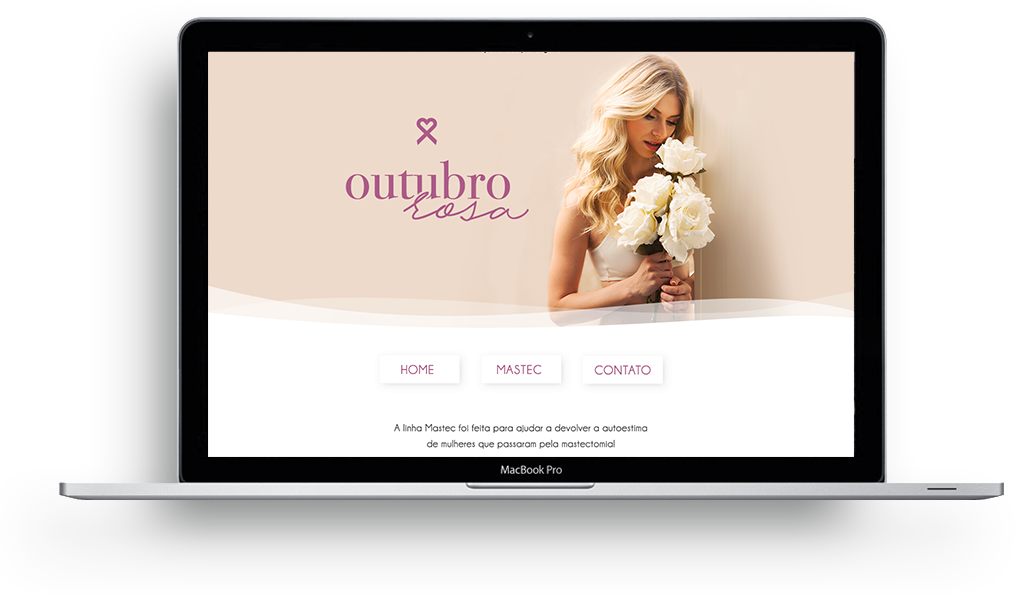 outubro
rosa
HOME MASTEC CONTATO
A linha Mastec foi feita para ajudar a devolver a autoestima
de mulheres que passaram pela mastectomial
MacBook Pro